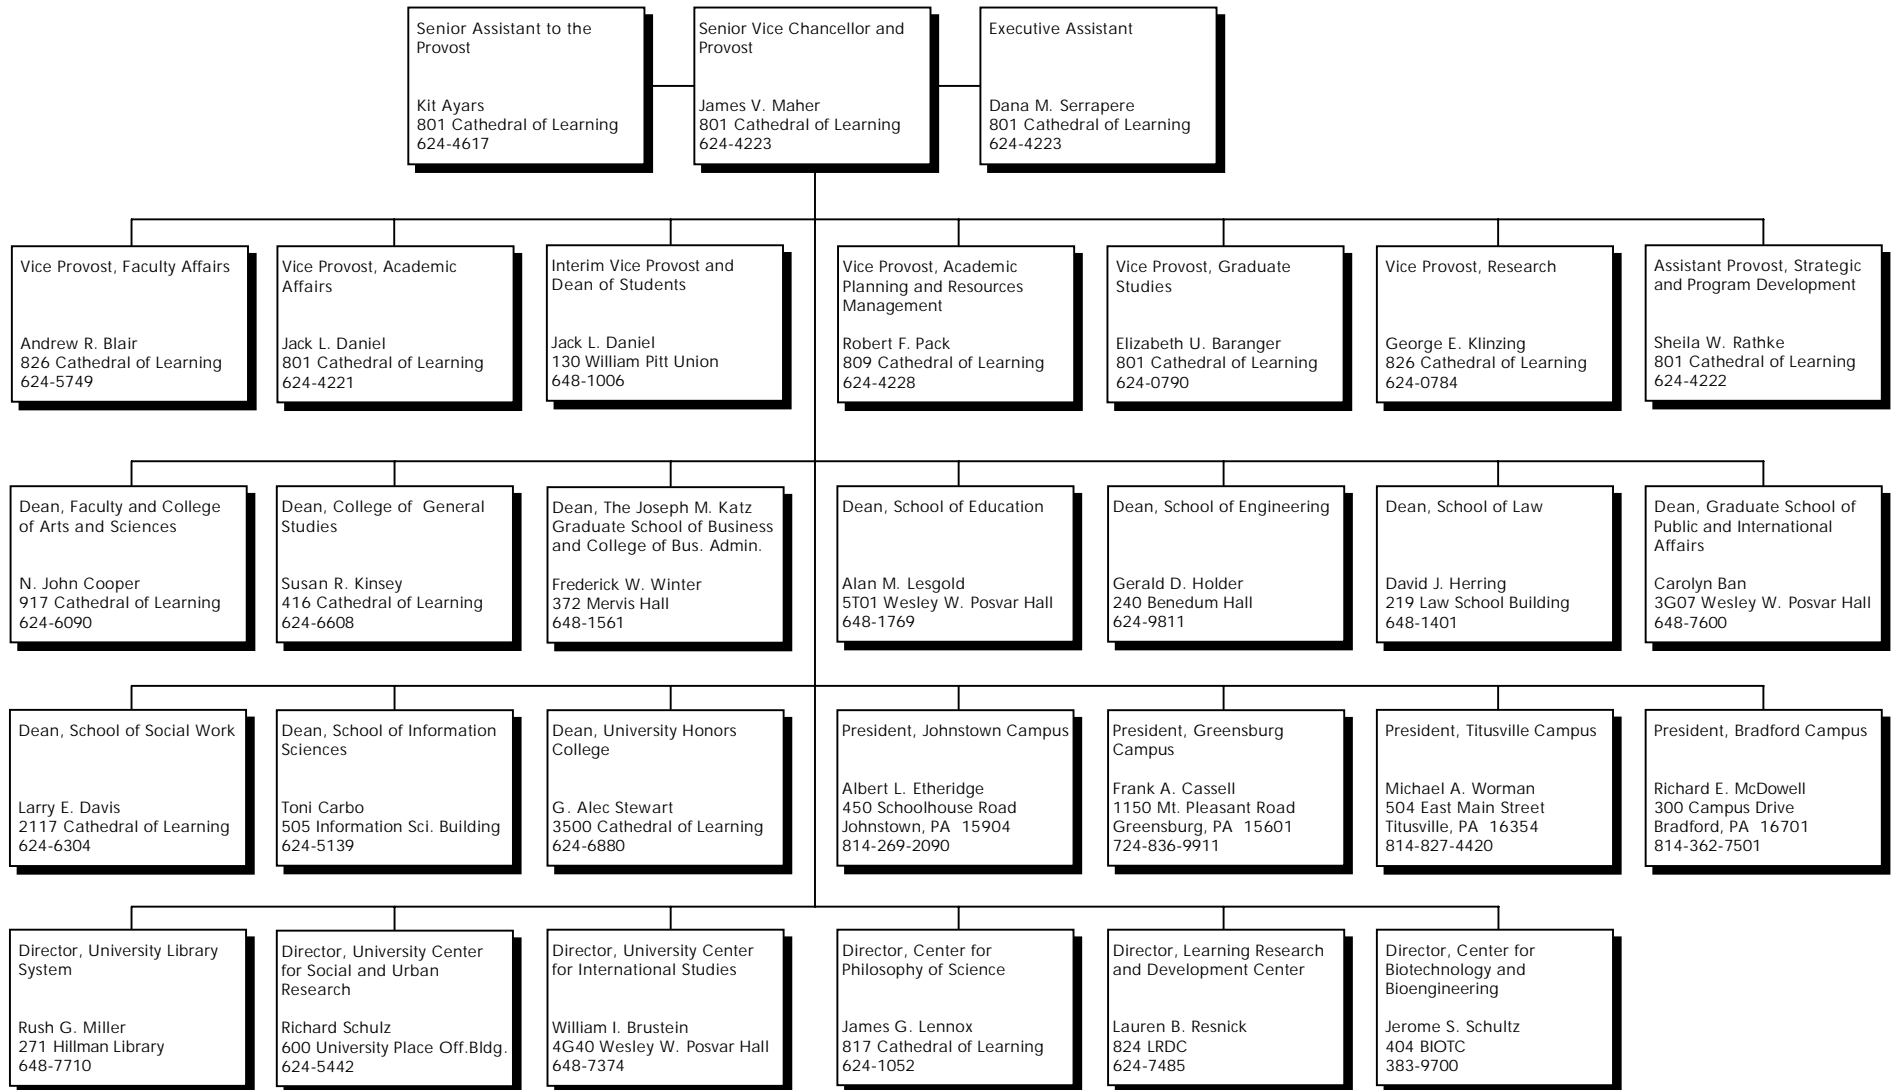 Senior Assistant to the
Provost
Kit Ayars
801 Cathedral of Learning
624-4617
Senior Vice Chancellor and
Provost
James V. Maher
801 Cathedral of Learning
624-4223
Executive Assistant
Dana M. Serrapere
801 Cathedral of Learning
624-4223
Vice Provost, Faculty Affairs
Andrew R. Blair
826 Cathedral of Learning
624-5749
Vice Provost, Academic
Affairs
Jack L. Daniel
801 Cathedral of Learning
624-4221
Interim Vice Provost and
Dean of Students
Jack L. Daniel
130 William Pitt Union
648-1006
Vice Provost, Academic
Planning and Resources
Management
Robert F. Pack
809 Cathedral of Learning
624-4228
Vice Provost, Graduate
Studies
Elizabeth U. Baranger
801 Cathedral of Learning
624-0790
Vice Provost, Research
George E. Klinzing
826 Cathedral of Learning
624-0784
Assistant Provost, Strategic
and Program Development
Sheila W. Rathke
801 Cathedral of Learning
624-4222
Dean, Faculty and College
of Arts and Sciences
N. John Cooper
917 Cathedral of Learning
624-6090
Dean, College of  General
Studies
Susan R. Kinsey
416 Cathedral of Learning
624-6608
Dean, The Joseph M. Katz
Graduate School of Business
and College of Bus. Admin.
Frederick W. Winter
372 Mervis Hall
648-1561
Dean, School of Education
Alan M. Lesgold
5T01 Wesley W. Posvar Hall
648-1769
Dean, School of Engineering
Gerald D. Holder
240 Benedum Hall
624-9811
Dean, School of Law
David J. Herring
219 Law School Building
648-1401
Dean, Graduate School of
Public and International
Affairs
Carolyn Ban
3G07 Wesley W. Posvar Hall
648-7600
Dean, School of Social Work
Larry E. Davis
2117 Cathedral of Learning
624-6304
Dean, School of Information
Sciences
Toni Carbo
505 Information Sci. Building
624-5139
Dean, University Honors
College
G. Alec Stewart
3500 Cathedral of Learning
624-6880
President, Johnstown Campus
Albert L. Etheridge
450 Schoolhouse Road
Johnstown, PA  15904
814-269-2090
President, Greensburg
Campus
Frank A. Cassell
1150 Mt. Pleasant Road
Greensburg, PA  15601
724-836-9911
President, Titusville Campus
Michael A. Worman
504 East Main Street
Titusville, PA  16354
814-827-4420
President, Bradford Campus
Richard E. McDowell
300 Campus Drive
Bradford, PA  16701
814-362-7501
Director, University Library
System
Rush G. Miller
271 Hillman Library
648-7710
Director, University Center
for Social and Urban
Research
Richard Schulz
600 University Place Off.Bldg.
624-5442
Director, University Center
for International Studies
William I. Brustein
4G40 Wesley W. Posvar Hall
648-7374
Director, Center for
Philosophy of Science
James G. Lennox
817 Cathedral of Learning
624-1052
Director, Learning Research
and Development Center
Lauren B. Resnick
824 LRDC
624-7485
Director, Center for
Biotechnology and
Bioengineering
Jerome S. Schultz
404 BIOTC
383-9700